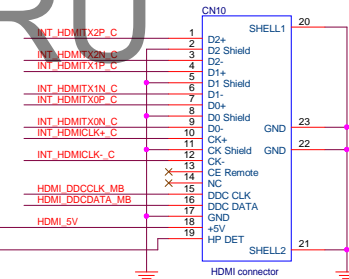 CN10
SHELL1 20
INT_HDMITX2P_C 1 D2+
2 D2 Shield
INT_HDMITX2N_C 3 D2-
INT_HDMITX1P_C 4 D1+
5 D1 Shield
INT_HDMITX1N_C 6 D1-
INT_HDMITX0P_C 7 D0+
8 D0 Shield
INT_HDMITX0N_C 9 D0- GND 23
INT_HDMICLK+_C 10 CK+
11 CK Shield GND 22
INT_HDMICLK-_C 12 CK-
13 CE Remote
14 NC
HDMI_DDCCLK_MB 15 DDC CLK
HDMI_DDCDATA_MB 16 DDC DATA
17 GND
HDMI_5V 18 +5V
19 HP DET
SHELL2 21
HDMI connector
RU